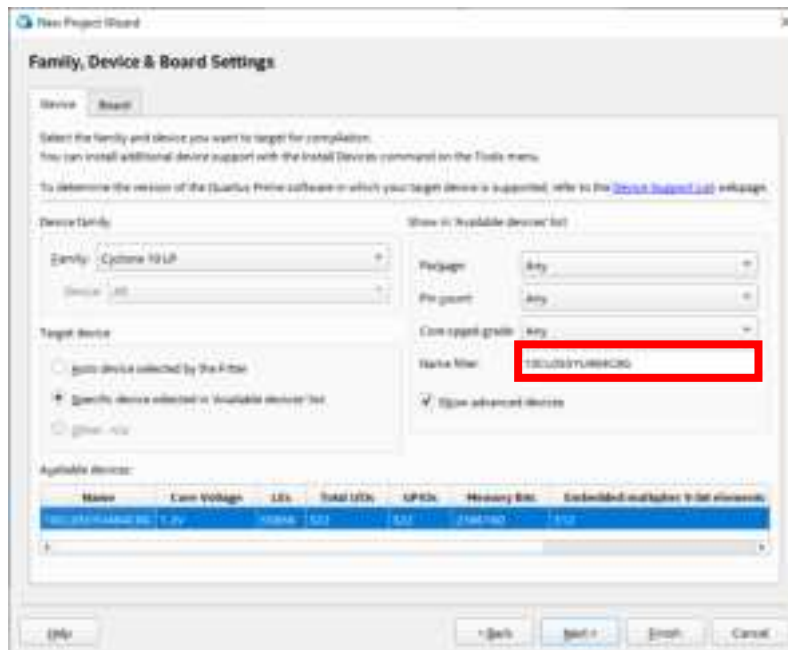 New Project Wizard
Family, Device & Board Settings
Device Board
Select the family and device you want to target for compilation.
You can install additional device support with the Install Devices command on the Tools menu.
To determine the version of the Quartus Prime software in which your target device is supported, refer to the Device Support List webpage.
Device family
Family: Cyclone 10 LP
Device: All
Show in 'Available devices' list
Package: Any
Pin count: Any
Core speed grade: Any
Name filter:
Show advanced devices
Target device
Auto device selected by the Fitter
Specific device selected in 'Available devices' list
Other: n/a
Available devices:
Name Core Voltage LEs Total I/Os GPIOs Memory Bits Embedded multiplier 9-bit elements
1.2V 522 522 312
Help < Back Next > Finish Cancel